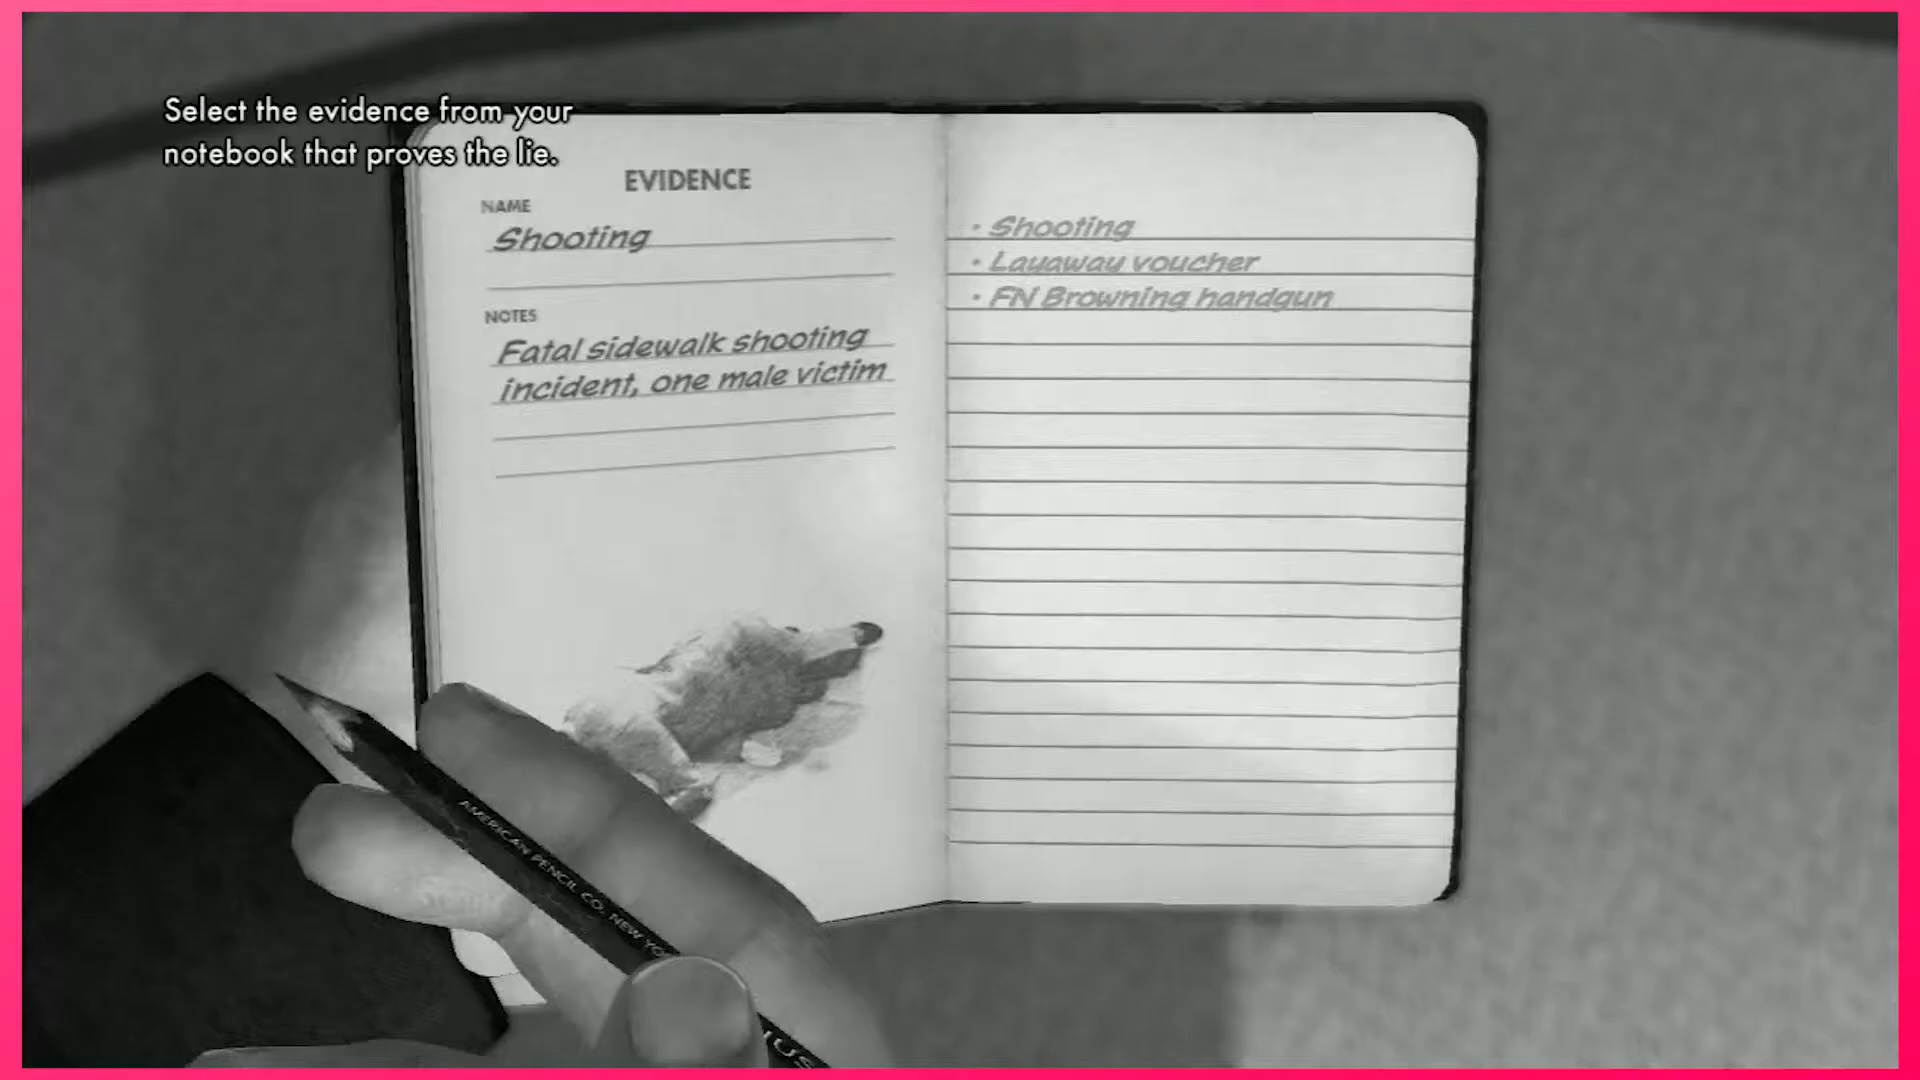 Select the evidence from your
notebook that proves the lie.
EVIDENCE
NAME
Shooting
NOTES
Fatal sidewalk shooting
incident, one male victim
• Shooting
• Layaway voucher
• FN Browning handgun
AMERICAN PENCIL CO. NEW YO